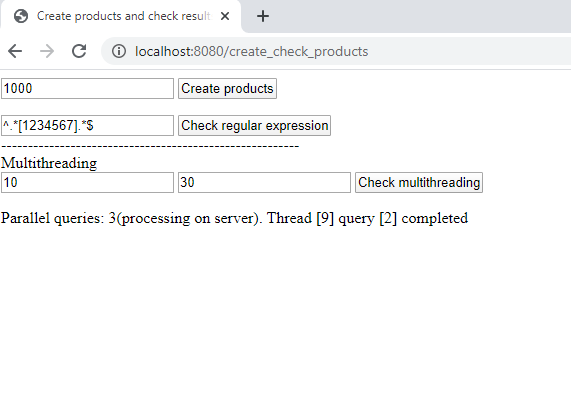 Create products and check result
localhost:8080/create_check_products
1000 Create products
^.*[1234567].*$ Check regular expression
-------------------------------------------------------
Multithreading
10 30 Check multithreading
Parallel queries: 3(processing on server). Thread [9] query [2] completed